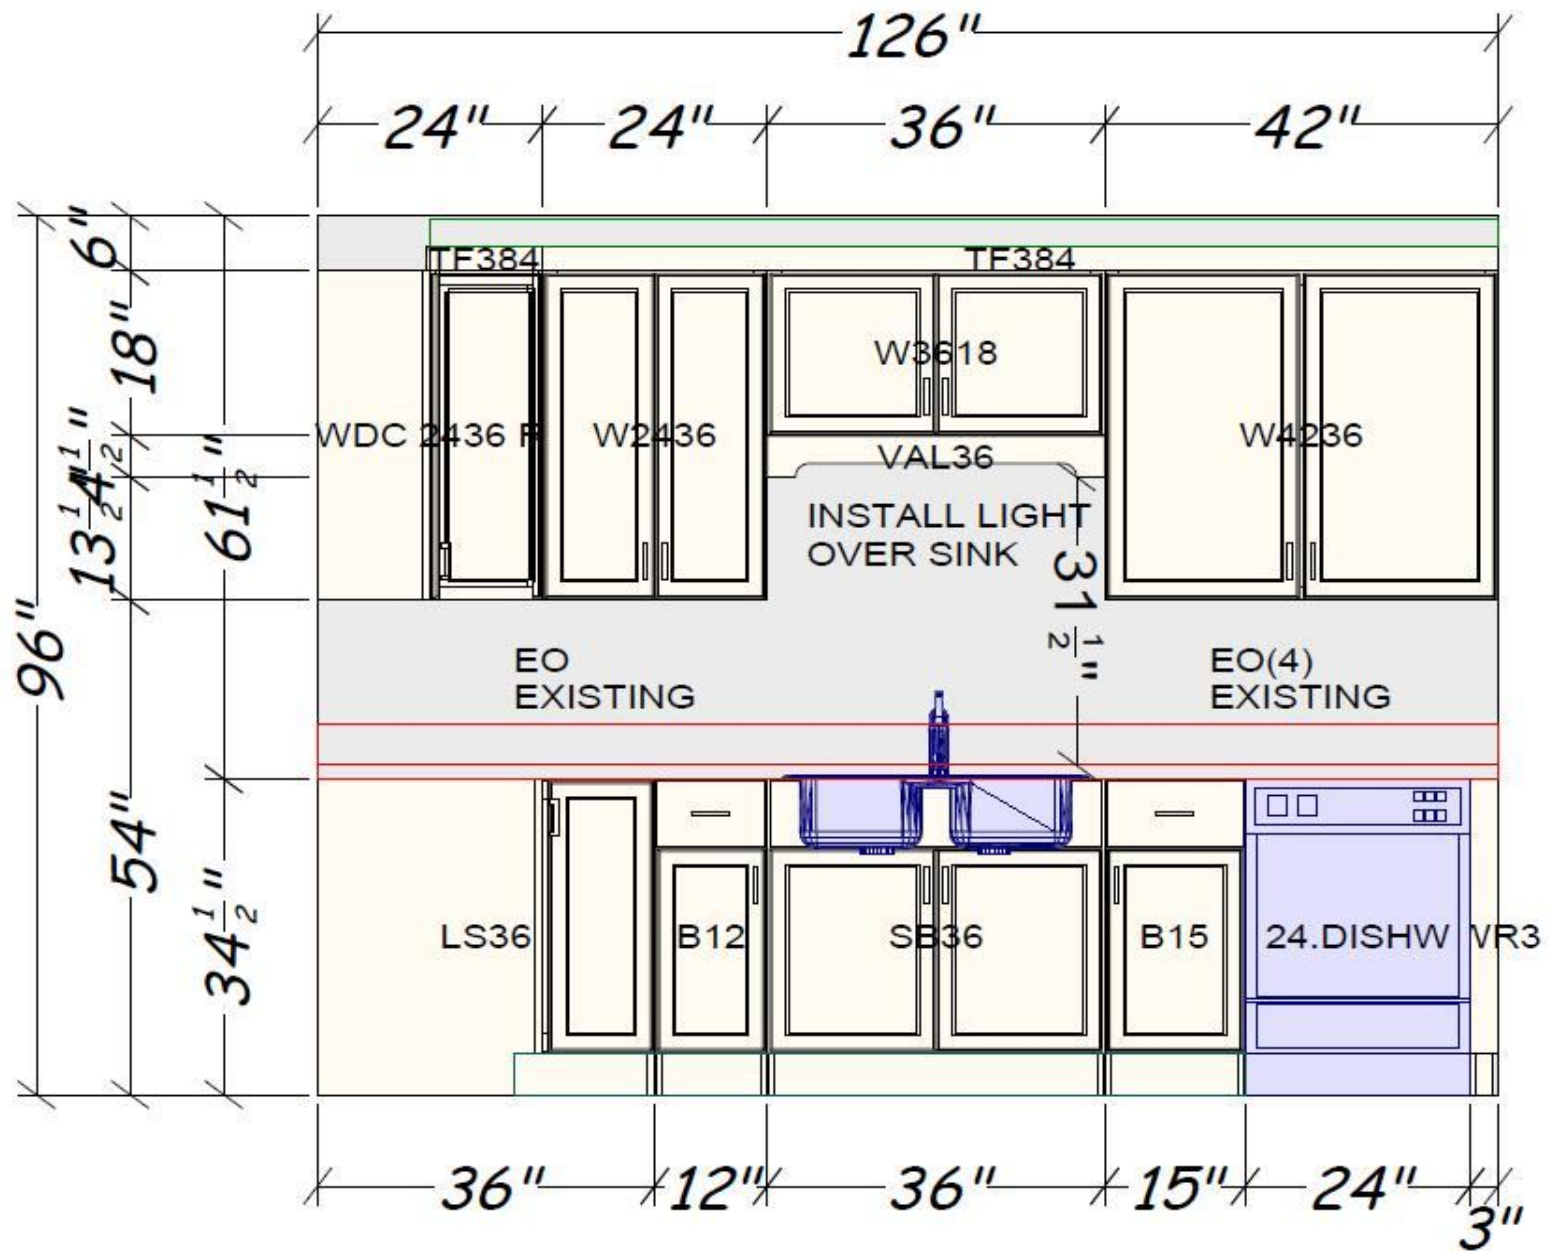 126"
24" 24" 36" 42"
6"
18"
4 1/2"
13 1/2"
61 1/2"
96"
54"
34 1/2"
TF384 TF384
W3618
WDC 2436 R W2436 W4236
VAL36
INSTALL LIGHT
OVER SINK
31 1/2"
EO
EXISTING
EO(4)
EXISTING
LS36 B12 SB36 B15 24.DISHW WR3
36" 12" 36" 15" 24"
3"